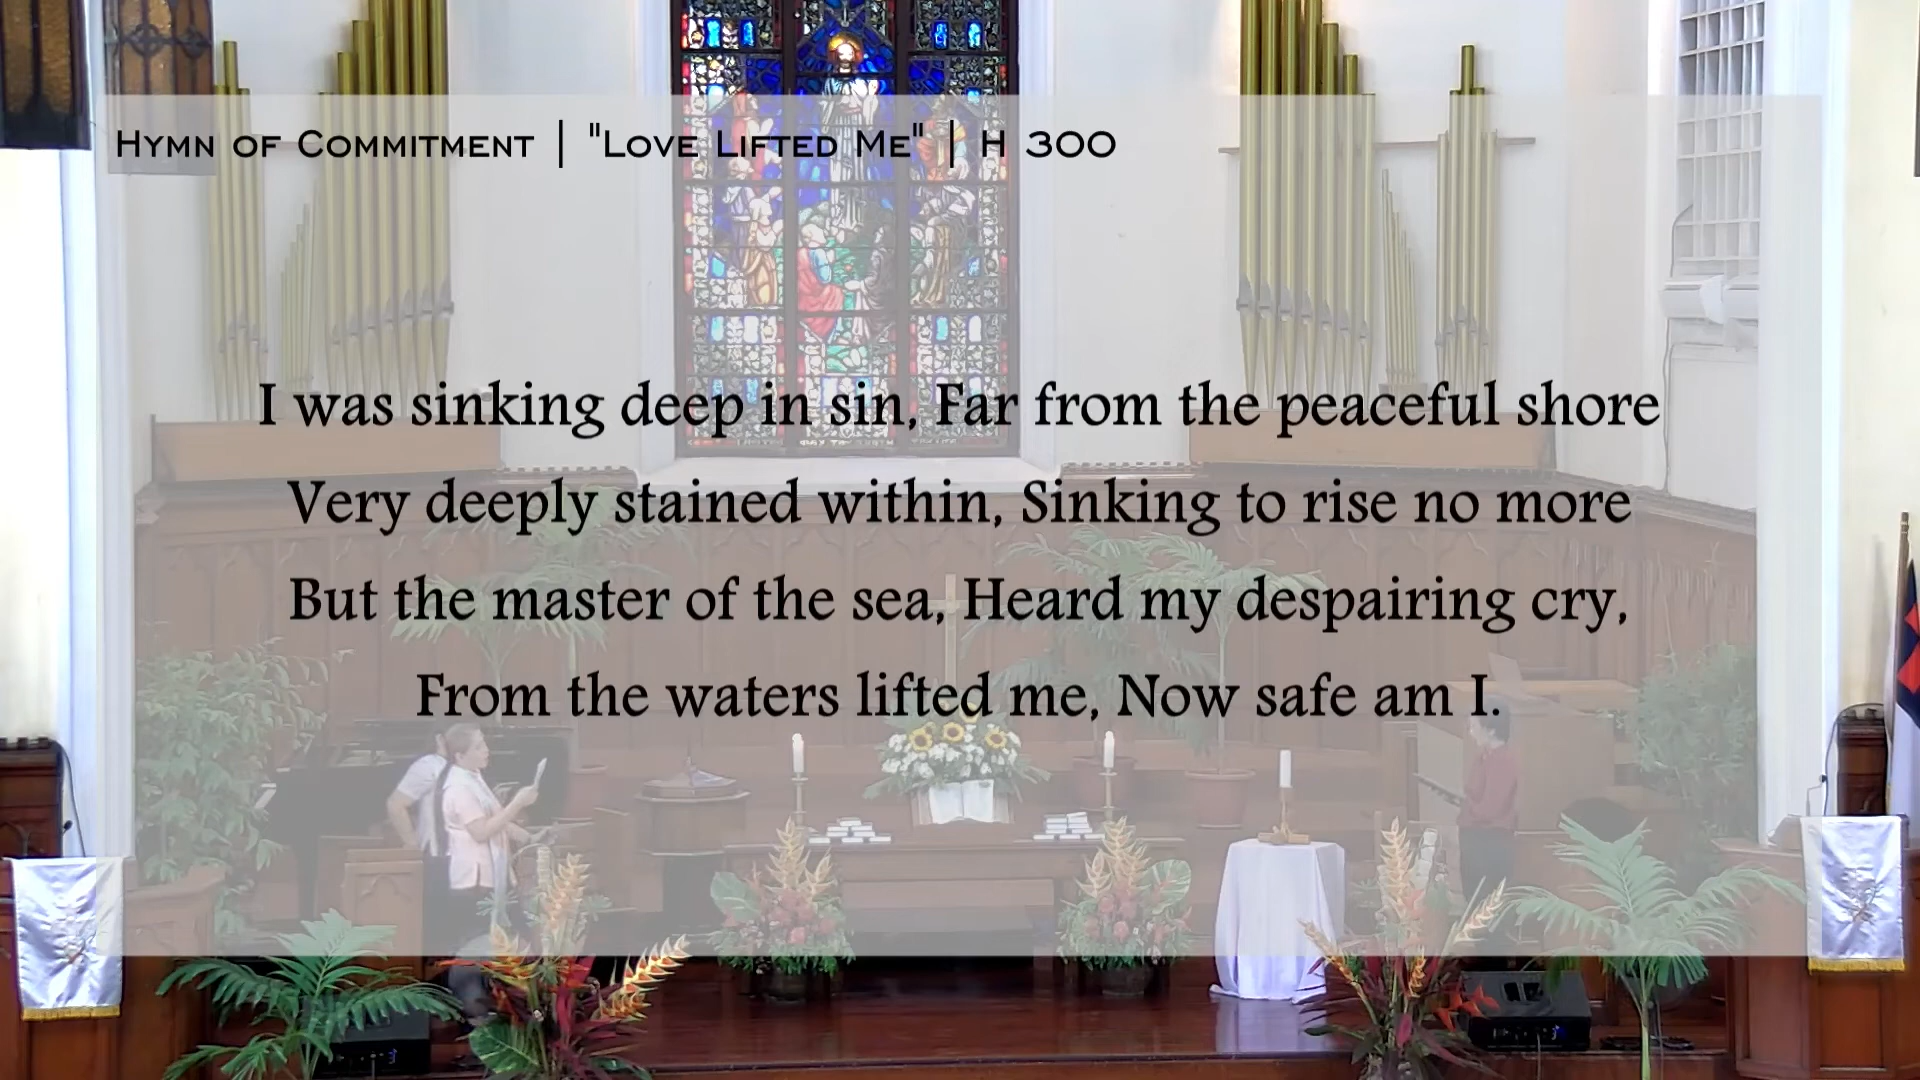 Hymn of Commitment | "Love Lifted Me" | H 300
I was sinking deep in sin, Far from the peaceful shore
Very deeply stained within, Sinking to rise no more
But the master of the sea, Heard my despairing cry,
From the waters lifted me, Now safe am I.